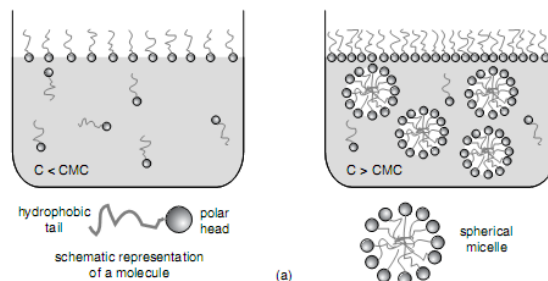 C < CMC
C > CMC
hydrophobic
tail
polar
head
schematic representation
of a molecule
(a)
spherical
micelle